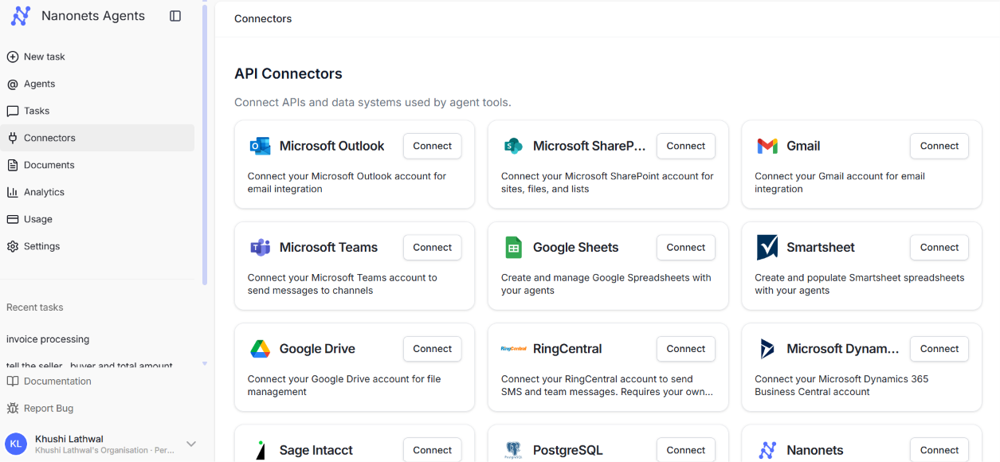 Nanonets Agents
New task
Agents
Tasks
Connectors
Documents
Analytics
Usage
Settings
Recent tasks
invoice processing
tell the seller , buyer and total amount
Documentation
Report Bug
KL
Khushi Lathwal
Khushi Lathwal's Organisation · Per...
Connectors
API Connectors
Connect APIs and data systems used by agent tools.
Microsoft Outlook
Connect
Connect your Microsoft Outlook account for
email integration
Microsoft ShareP...
Connect
Connect your Microsoft SharePoint account for
sites, files, and lists
Gmail
Connect
Connect your Gmail account for email
integration
Microsoft Teams
Connect
Connect your Microsoft Teams account to
send messages to channels
Google Sheets
Connect
Create and manage Google Spreadsheets with
your agents
Smartsheet
Connect
Create and populate Smartsheet spreadsheets
with your agents
Google Drive
Connect
Connect your Google Drive account for file
management
RingCentral
RingCentral
Connect
Connect your RingCentral account to send
SMS and team messages. Requires your own...
Microsoft Dynam...
Connect
Connect your Microsoft Dynamics 365
Business Central account
Sage Intacct
Connect
PostgreSQL
PostgreSQL
Connect
Nanonets
Connect